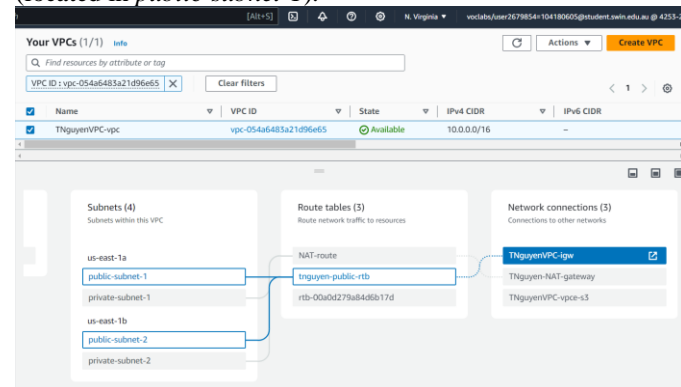 (located in public subnet 1).
[Alt+S] N. Virginia ▼ voclabs/user2679854=104180605@student.swin.edu.au @ 4253-2
Your VPCs (1/1) Info
Actions ▼ Create VPC
Find resources by attribute or tag
VPC ID : vpc-054a6483a21d96e65 X Clear filters
< 1 >
Name VPC ID State IPv4 CIDR IPv6 CIDR
TNguyenVPC-vpc vpc-054a6483a21d96e65 Available 10.0.0.0/16 –
Subnets (4)
Subnets within this VPC
us-east-1a
public-subnet-1
private-subnet-1
us-east-1b
public-subnet-2
private-subnet-2
Route tables (3)
Route network traffic to resources
NAT-route
tnguyen-public-rtb
rtb-00a0d279a84d6b17d
Network connections (3)
Connections to other networks
TNguyenVPC-igw
TNguyen-NAT-gateway
TNguyenVPC-vpce-s3